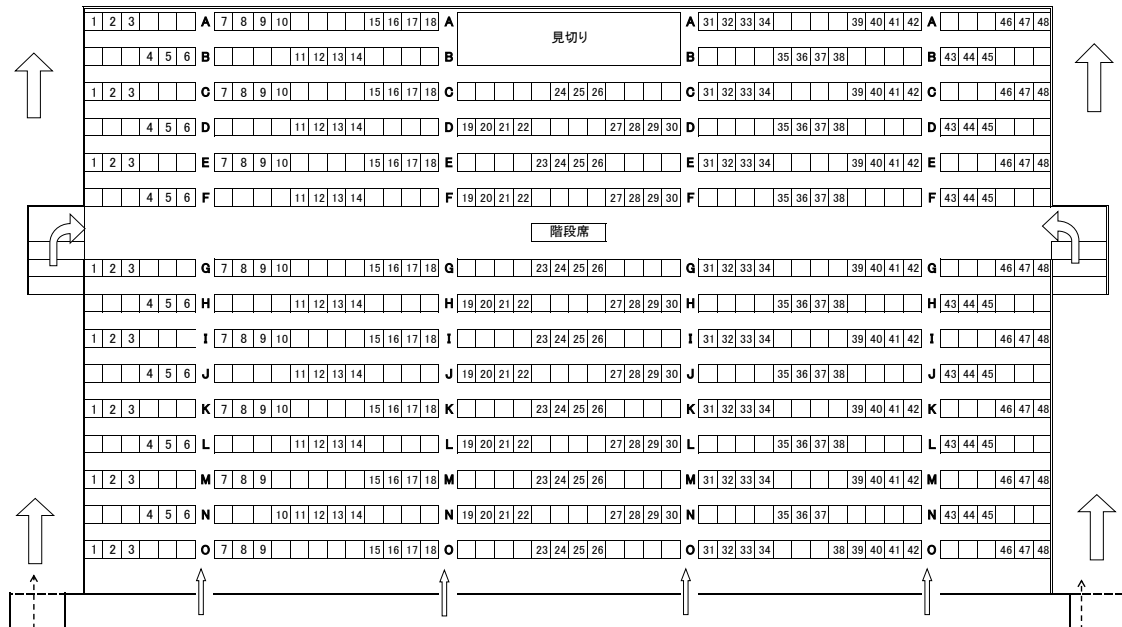 1 2 3 A 7 8 9 10 15 16 17 18 A 見切り A 31 32 33 34 39 40 41 42 A 46 47 48
4 5 6 B 11 12 13 14 B B 35 36 37 38 B 43 44 45
1 2 3 C 7 8 9 10 15 16 17 18 C 24 25 26 C 31 32 33 34 39 40 41 42 C 46 47 48
4 5 6 D 11 12 13 14 D 19 20 21 22 27 28 29 30 D 35 36 37 38 D 43 44 45
1 2 3 E 7 8 9 10 15 16 17 18 E 23 24 25 26 E 31 32 33 34 39 40 41 42 E 46 47 48
4 5 6 F 11 12 13 14 F 19 20 21 22 27 28 29 30 F 35 36 37 38 F 43 44 45
階段席
1 2 3 G 7 8 9 10 15 16 17 18 G 23 24 25 26 G 31 32 33 34 39 40 41 42 G 46 47 48
4 5 6 H 11 12 13 14 H 19 20 21 22 27 28 29 30 H 35 36 37 38 H 43 44 45
1 2 3 I 7 8 9 10 15 16 17 18 I 23 24 25 26 I 31 32 33 34 39 40 41 42 I 46 47 48
4 5 6 J 11 12 13 14 J 19 20 21 22 27 28 29 30 J 35 36 37 38 J 43 44 45
1 2 3 K 7 8 9 10 15 16 17 18 K 23 24 25 26 K 31 32 33 34 39 40 41 42 K 46 47 48
4 5 6 L 11 12 13 14 L 19 20 21 22 27 28 29 30 L 35 36 37 38 L 43 44 45
1 2 3 M 7 8 9 15 16 17 18 M 23 24 25 26 M 31 32 33 34 39 40 41 42 M 46 47 48
4 5 6 N 10 11 12 13 14 N 19 20 21 22 27 28 29 30 N 35 36 37 N 43 44 45
1 2 3 O 7 8 9 15 16 17 18 O 23 24 25 26 O 31 32 33 34 38 39 40 41 42 O 46 47 48